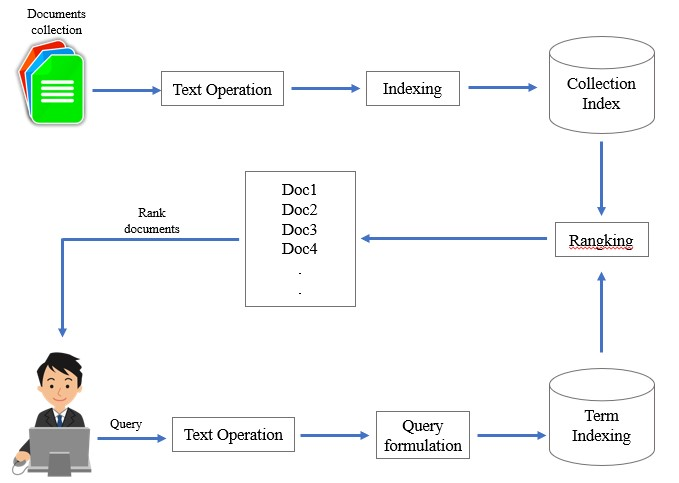 Documents
collection
Text Operation
Indexing
Collection
Index
Doc1
Doc2
Doc3
Doc4
.
.
Rank
documents
Rangking
Query
Text Operation
Query
formulation
Term
Indexing